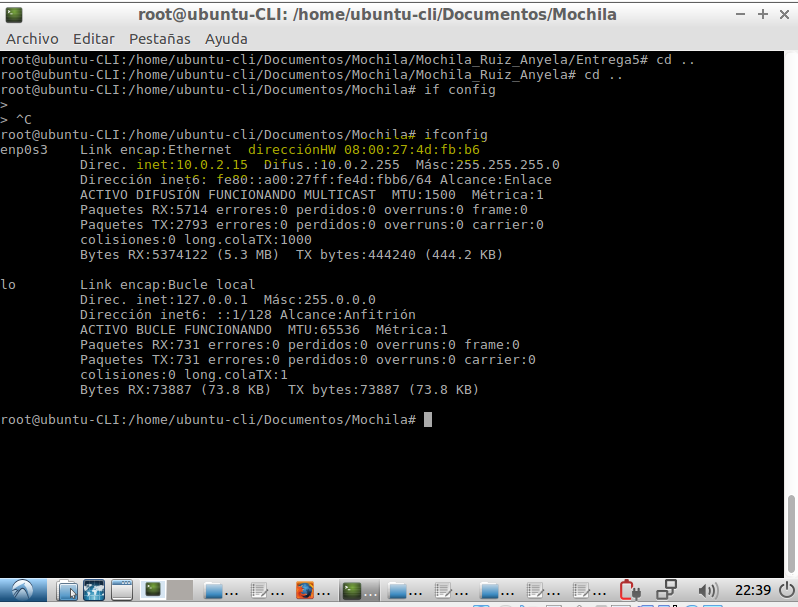 root@ubuntu-CLI: /home/ubuntu-cli/Documentos/Mochila
Archivo Editar Pestañas Ayuda
root@ubuntu-CLI:/home/ubuntu-cli/Documentos/Mochila/Mochila_Ruiz_Anyela/Entrega5# cd ..
root@ubuntu-CLI:/home/ubuntu-cli/Documentos/Mochila/Mochila_Ruiz_Anyela# cd ..
root@ubuntu-CLI:/home/ubuntu-cli/Documentos/Mochila# if config
>
> ^C
root@ubuntu-CLI:/home/ubuntu-cli/Documentos/Mochila# ifconfig
enp0s3    Link encap:Ethernet  direcciónHW 08:00:27:4d:fb:b6
          Direc. inet:10.0.2.15  Difus.:10.0.2.255  Másc:255.255.255.0
          Dirección inet6: fe80::a00:27ff:fe4d:fbb6/64 Alcance:Enlace
          ACTIVO DIFUSIÓN FUNCIONANDO MULTICAST  MTU:1500  Métrica:1
          Paquetes RX:5714 errores:0 perdidos:0 overruns:0 frame:0
          Paquetes TX:2793 errores:0 perdidos:0 overruns:0 carrier:0
          colisiones:0 long.colaTX:1000
          Bytes RX:5374122 (5.3 MB)  TX bytes:444240 (444.2 KB)
lo        Link encap:Bucle local
          Direc. inet:127.0.0.1  Másc:255.0.0.0
          Dirección inet6: ::1/128 Alcance:Anfitrión
          ACTIVO BUCLE FUNCIONANDO  MTU:65536  Métrica:1
          Paquetes RX:731 errores:0 perdidos:0 overruns:0 frame:0
          Paquetes TX:731 errores:0 perdidos:0 overruns:0 carrier:0
          colisiones:0 long.colaTX:1
          Bytes RX:73887 (73.8 KB)  TX bytes:73887 (73.8 KB)
root@ubuntu-CLI:/home/ubuntu-cli/Documentos/Mochila#
... ... ... ... ... ... ... ... ... 22:39